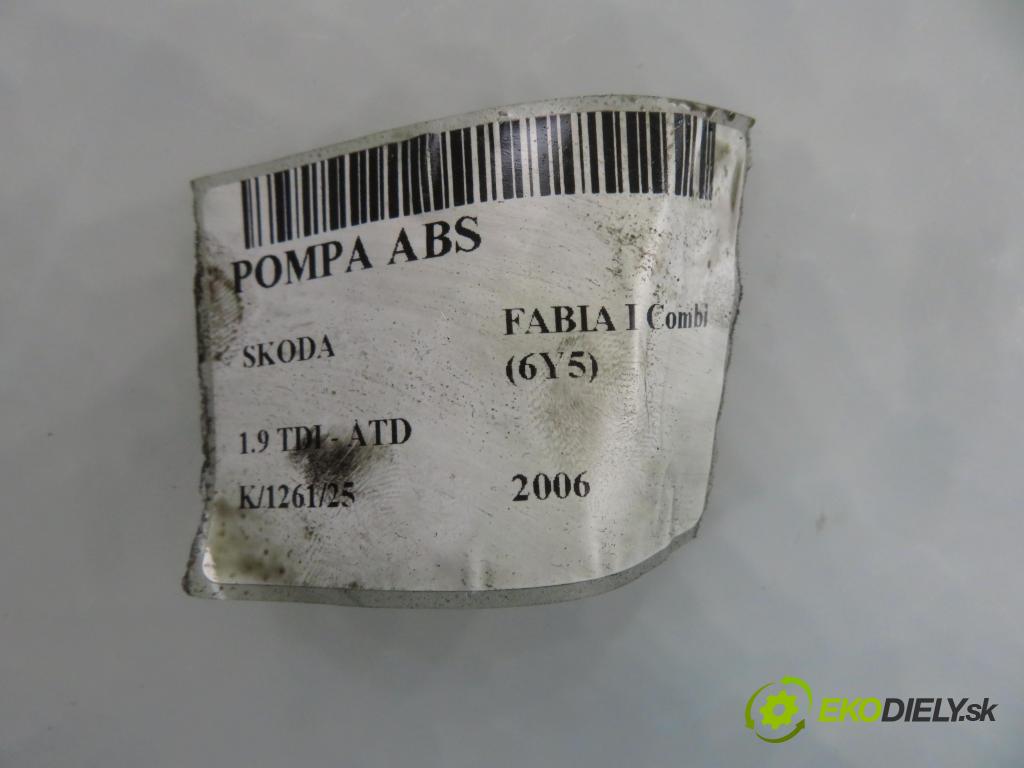 POMPA ABS
SKODA
FABIA I Combi
(6Y5)
1.9 TDI - ATD
K/1261/25
2006
EKODIELY.sk